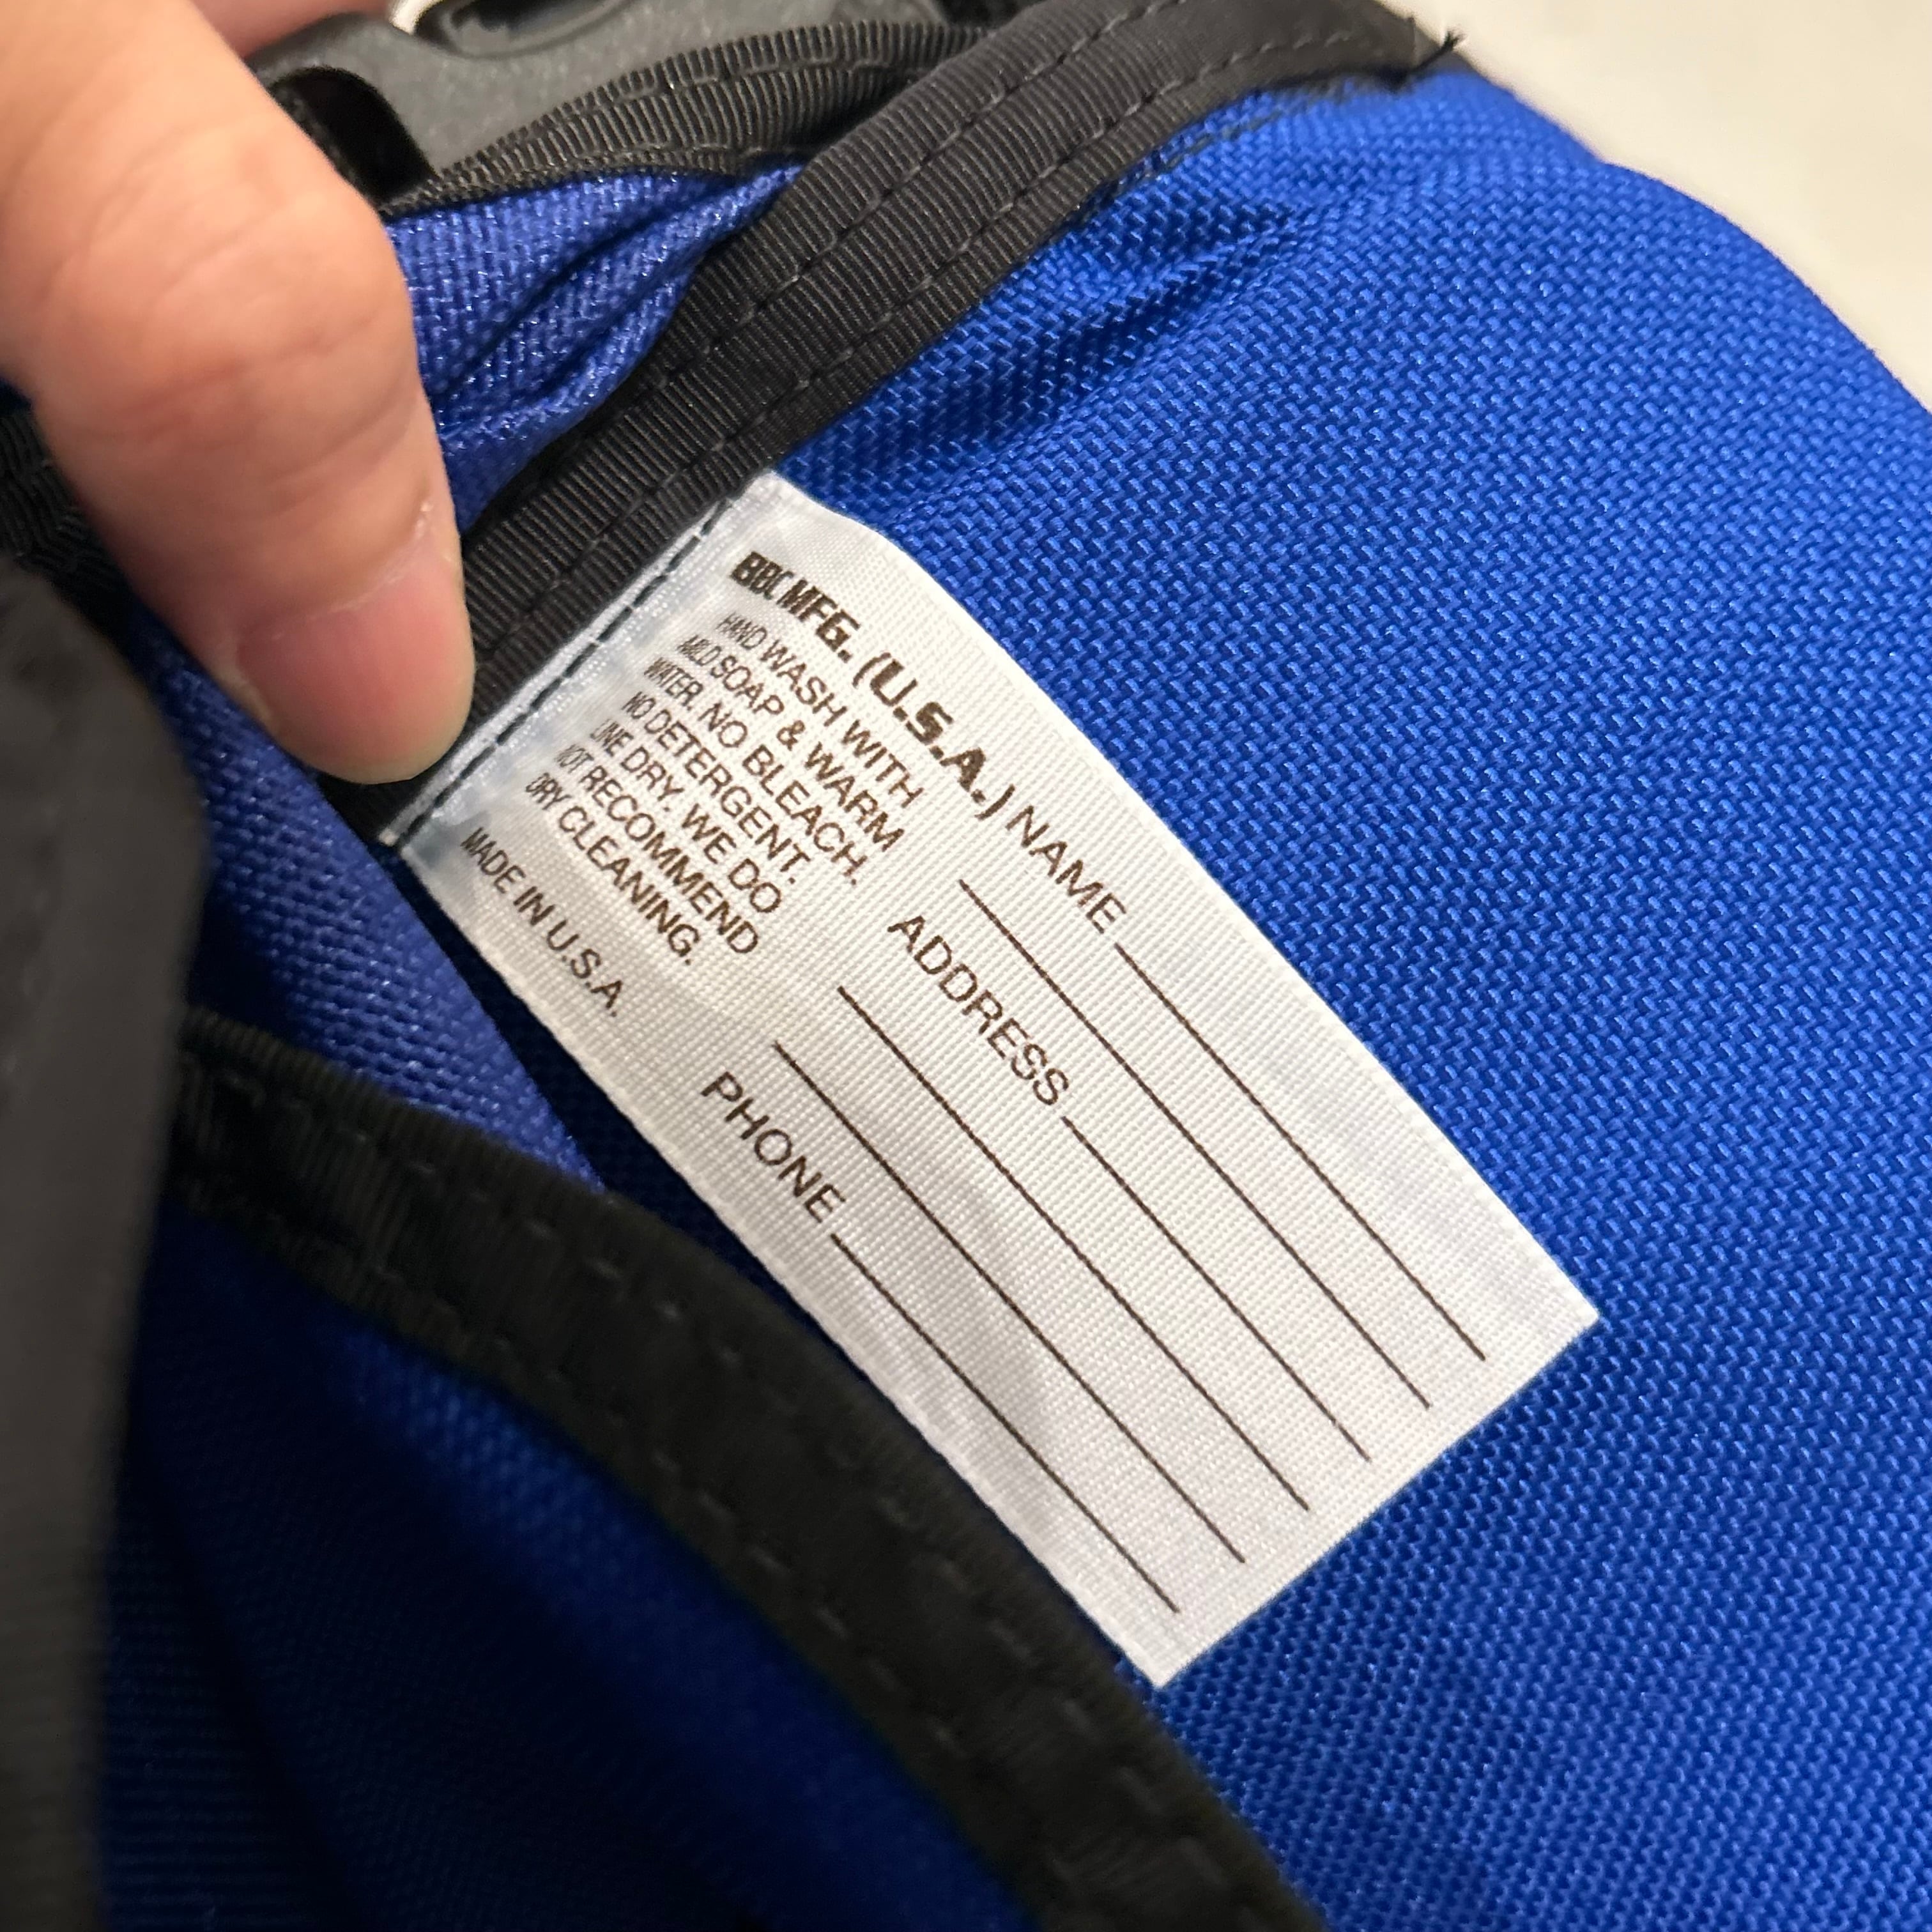 BBI MFG. (U.S.A.)
HAND WASH WITH
MILD SOAP & WARM
WATER. NO BLEACH.
NO DETERGENT.
LINE DRY. WE DO
NOT RECOMMEND
DRY CLEANING.
MADE IN U.S.A.
NAME
ADDRESS
PHONE